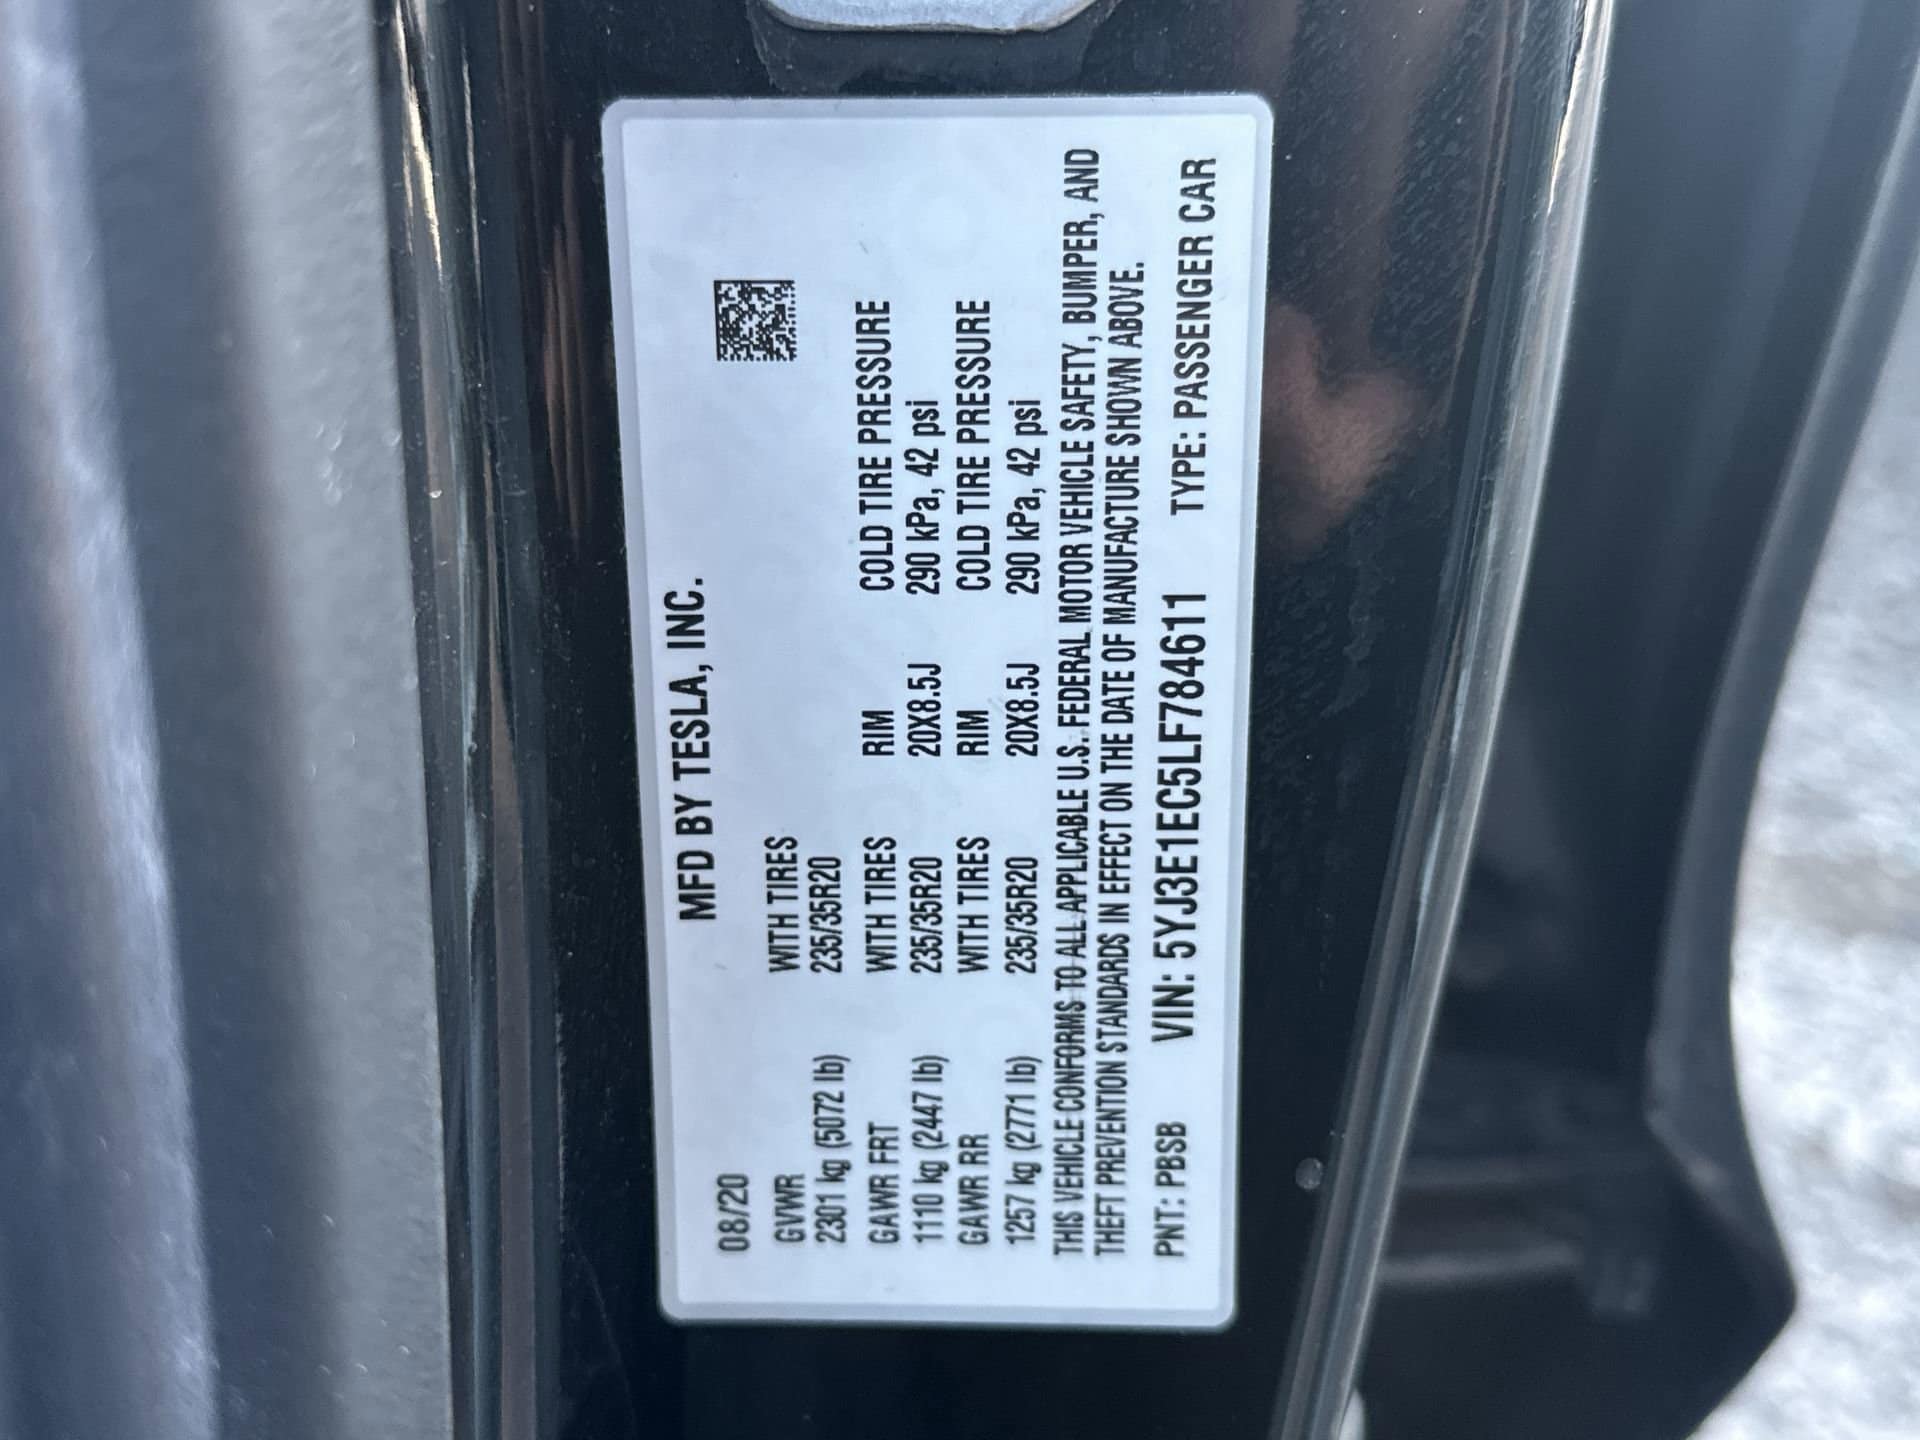 MFD BY TESLA, INC.
08/20
GVWR WITH TIRES
2301 kg (5072 lb) 235/35R20
GAWR FRT WITH TIRES RIM COLD TIRE PRESSURE
1110 kg (2447 lb) 235/35R20 20X8.5J 290 kPa, 42 psi
GAWR RR WITH TIRES RIM COLD TIRE PRESSURE
1257 kg (2771 lb) 235/35R20 20X8.5J 290 kPa, 42 psi
THIS VEHICLE CONFORMS TO ALL APPLICABLE U.S. FEDERAL MOTOR VEHICLE SAFETY, BUMPER, AND
THEFT PREVENTION STANDARDS IN EFFECT ON THE DATE OF MANUFACTURE SHOWN ABOVE.
PNT: PBSB VIN: 5YJ3E1EC5LF784611 TYPE: PASSENGER CAR